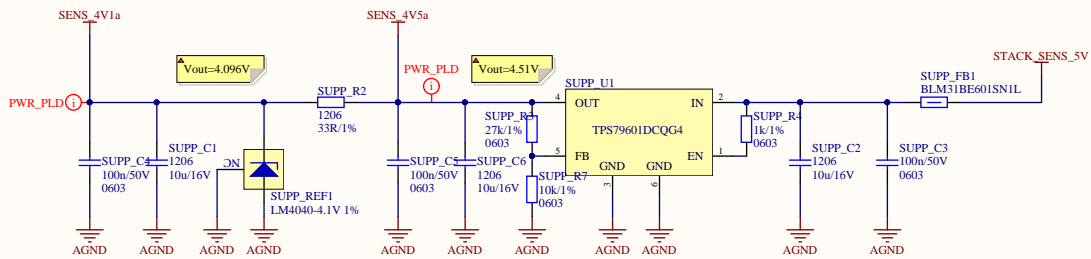 SENS_4V1a
SENS_4V5a
STACK_SENS_5V
Vout=4.096V
Vout=4.51V
PWR_PLD
i
PWR_PLD
i
SUPP_R2
1206
33R/1%
SUPP_U1
4
OUT
IN
2
TPS79601DCQG4
5
FB
EN
1
GND
GND
3
6
SUPP_FB1
BLM31BE601SN1L
SUPP_R3
27k/1%
0603
SUPP_R4
1k/1%
0603
SUPP_R7
10k/1%
0603
SUPP_C4
100n/50V
0603
SUPP_C1
1206
10u/16V
NC
SUPP_REF1
LM4040-4.1V 1%
SUPP_C5
100n/50V
0603
SUPP_C6
1206
10u/16V
SUPP_C2
1206
10u/16V
SUPP_C3
100n/50V
0603
AGND
AGND
AGND
AGND
AGND
AGND
AGND
AGND
AGND
AGND
AGND